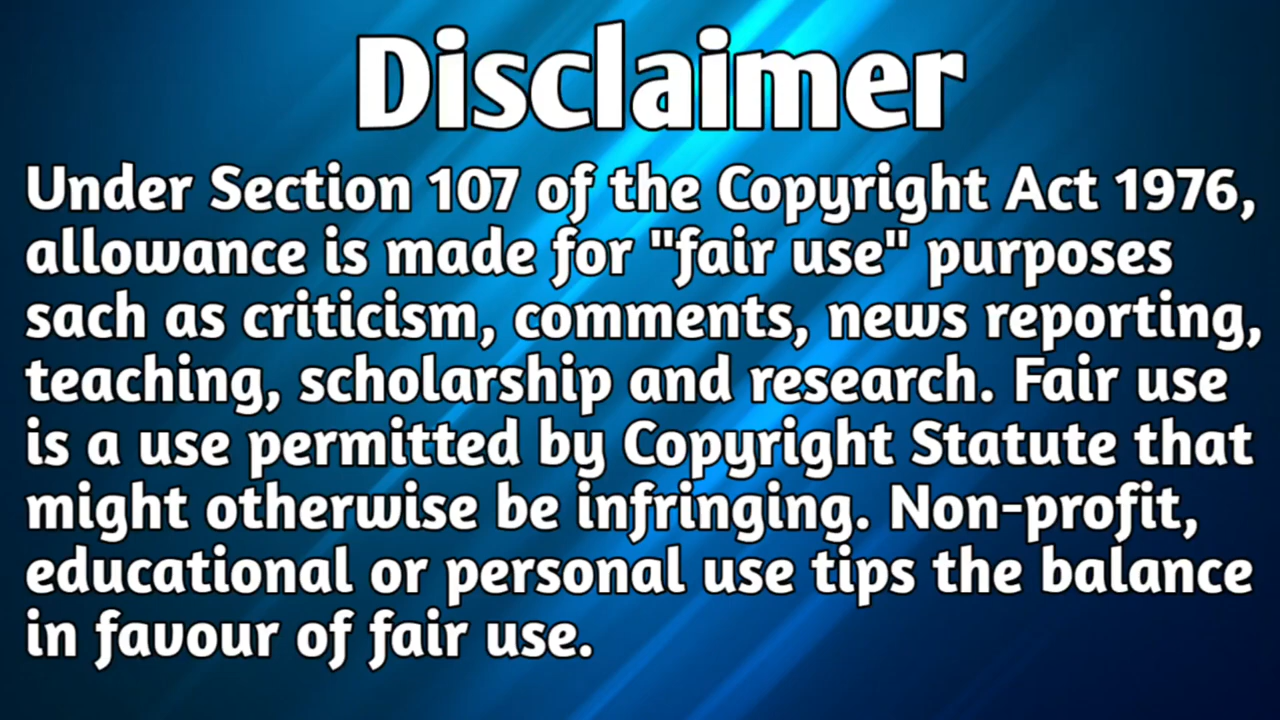 Disclaimer
Under Section 107 of the Copyright Act 1976,
allowance is made for "fair use" purposes
sach as criticism, comments, news reporting,
teaching, scholarship and research. Fair use
is a use permitted by Copyright Statute that
might otherwise be infringing. Non-profit,
educational or personal use tips the balance
in favour of fair use.